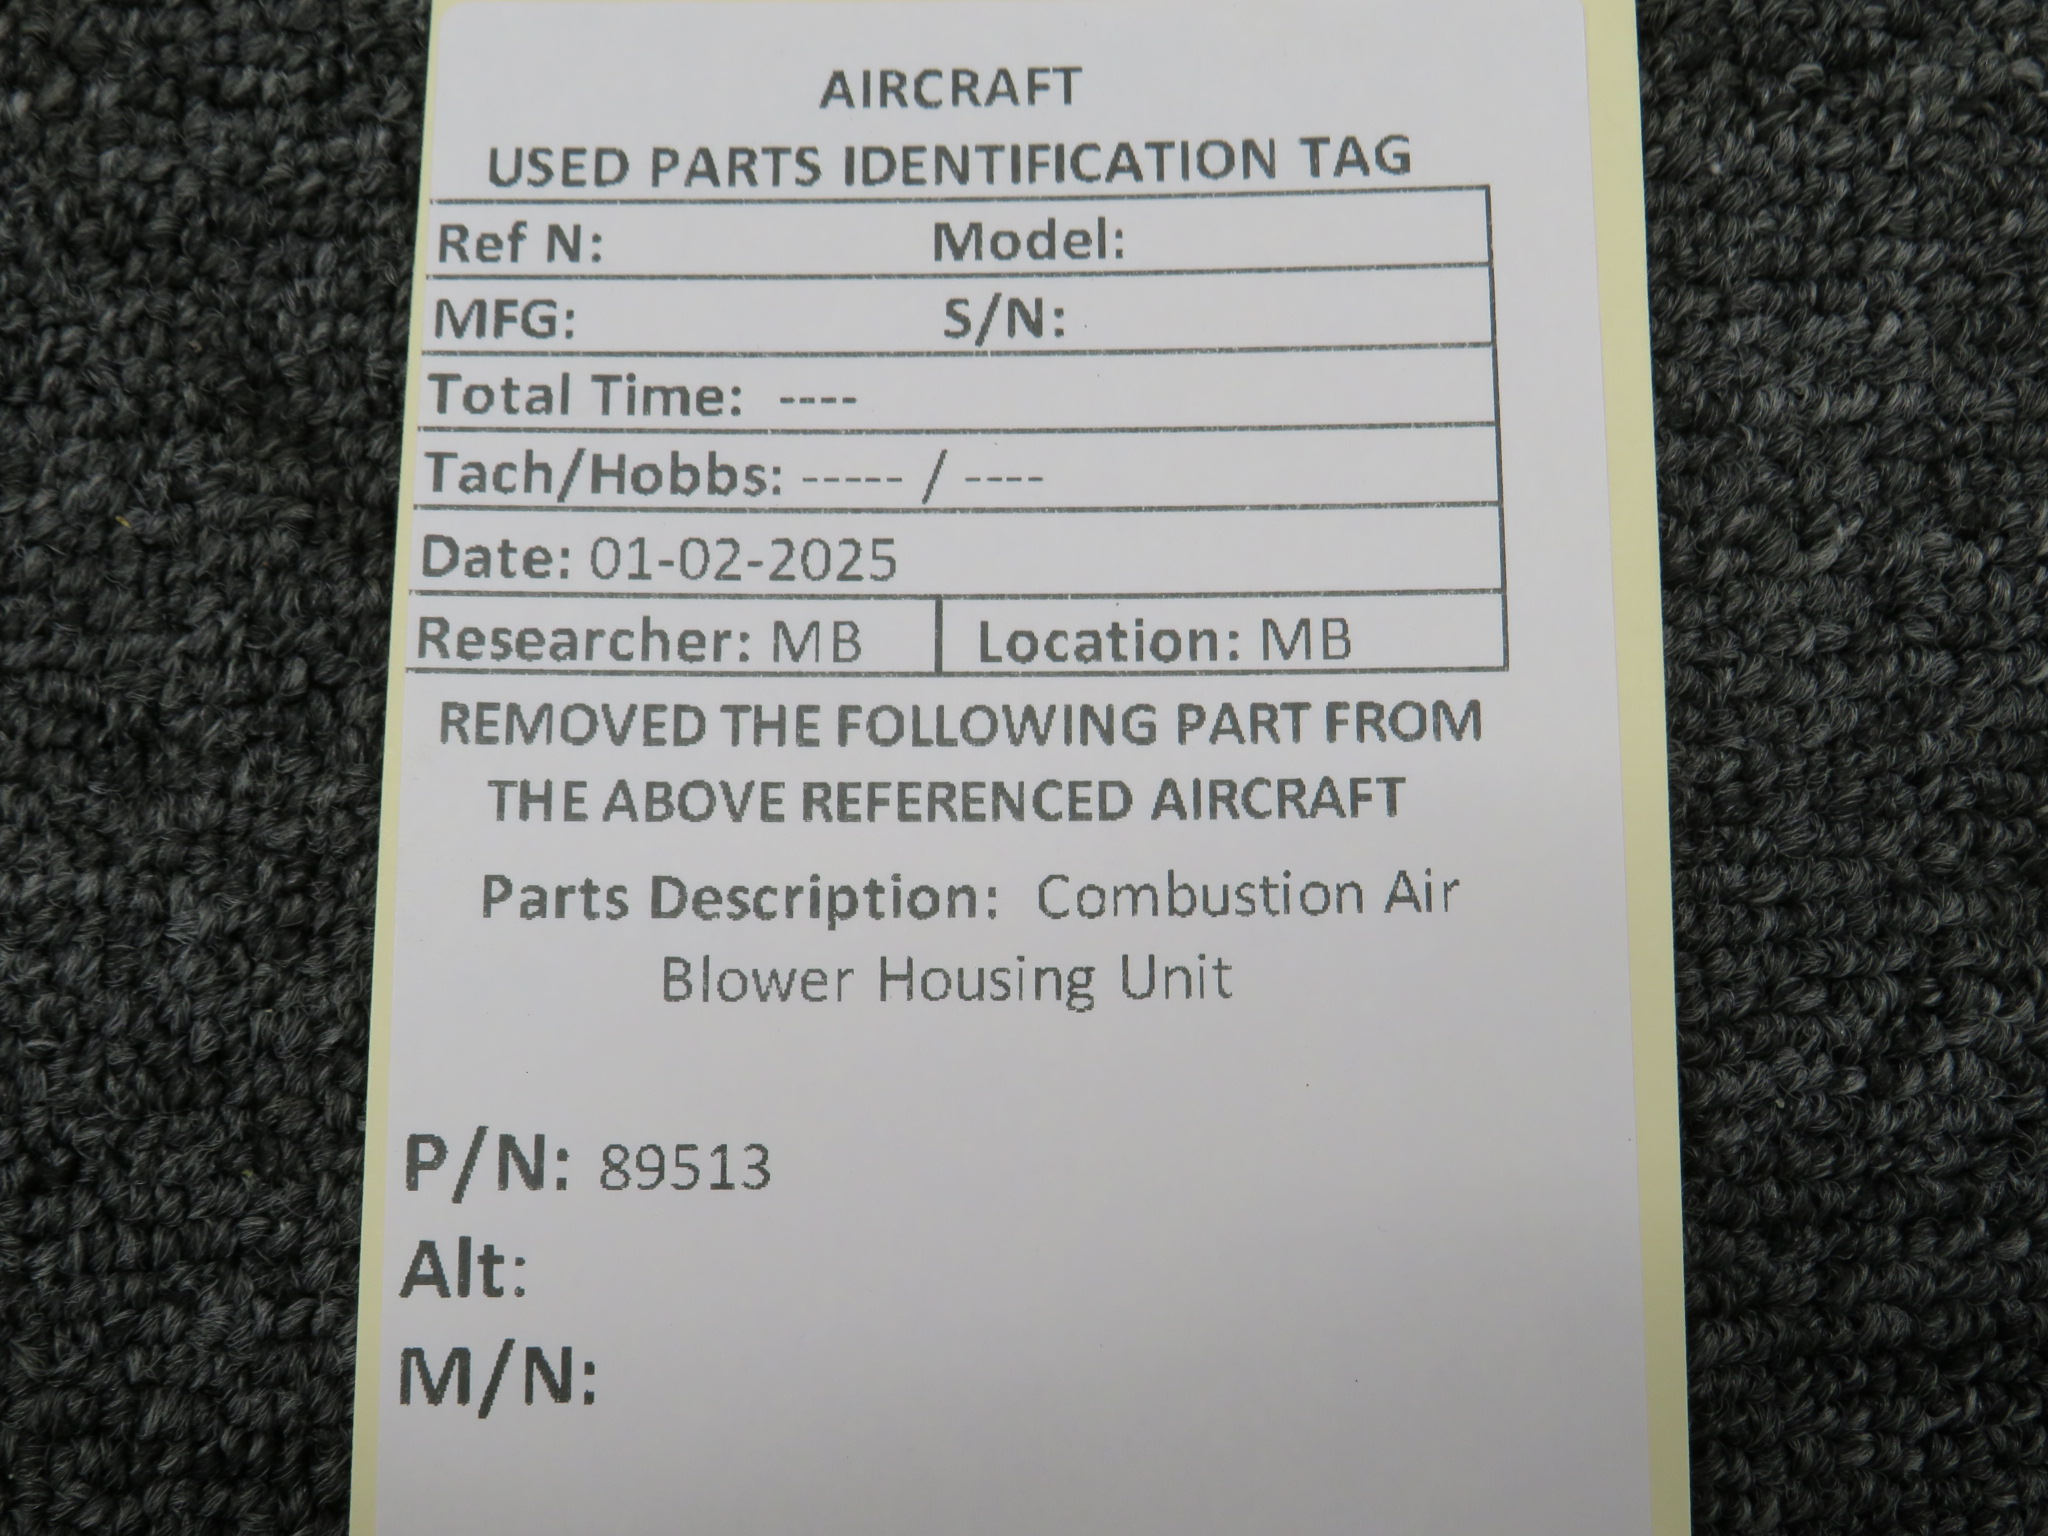 AIRCRAFT
USED PARTS IDENTIFICATION TAG
Ref N: Model:
MFG: S/N:
Total Time: ----
Tach/Hobbs: ----- / ----
Date: 01-02-2025
Researcher: MB Location: MB
REMOVED THE FOLLOWING PART FROM
THE ABOVE REFERENCED AIRCRAFT
Parts Description: Combustion Air
Blower Housing Unit
P/N: 89513
Alt:
M/N: